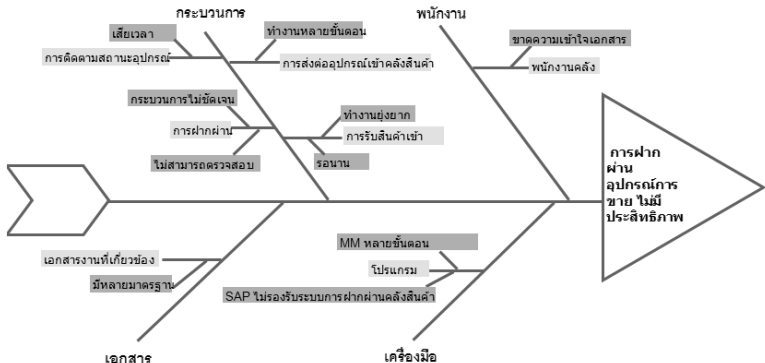 กระบวนการ
พนักงาน
เสียเวลา
ทำงานหลายขั้นตอน
ขาดความเข้าใจเอกสาร
การติดตามสถานะอุปกรณ์
การส่งต่ออุปกรณ์เข้าคลังสินค้า
พนักงานคลัง
กระบวนการไม่ชัดเจน
ทำงานยุ่งยาก
การฝากผ่าน
การรับสินค้าเข้า
ไม่สามารถตรวจสอบ
รอนาน
การฝาก
ผ่าน
อุปกรณ์การ
ขาย ไม่มี
ประสิทธิภาพ
MM หลายขั้นตอน
เอกสารงานที่เกี่ยวข้อง
โปรแกรม
มีหลายมาตรฐาน
SAP ไม่รองรับระบบการฝากผ่านคลังสินค้า
เอกสาร
เครื่องมือ